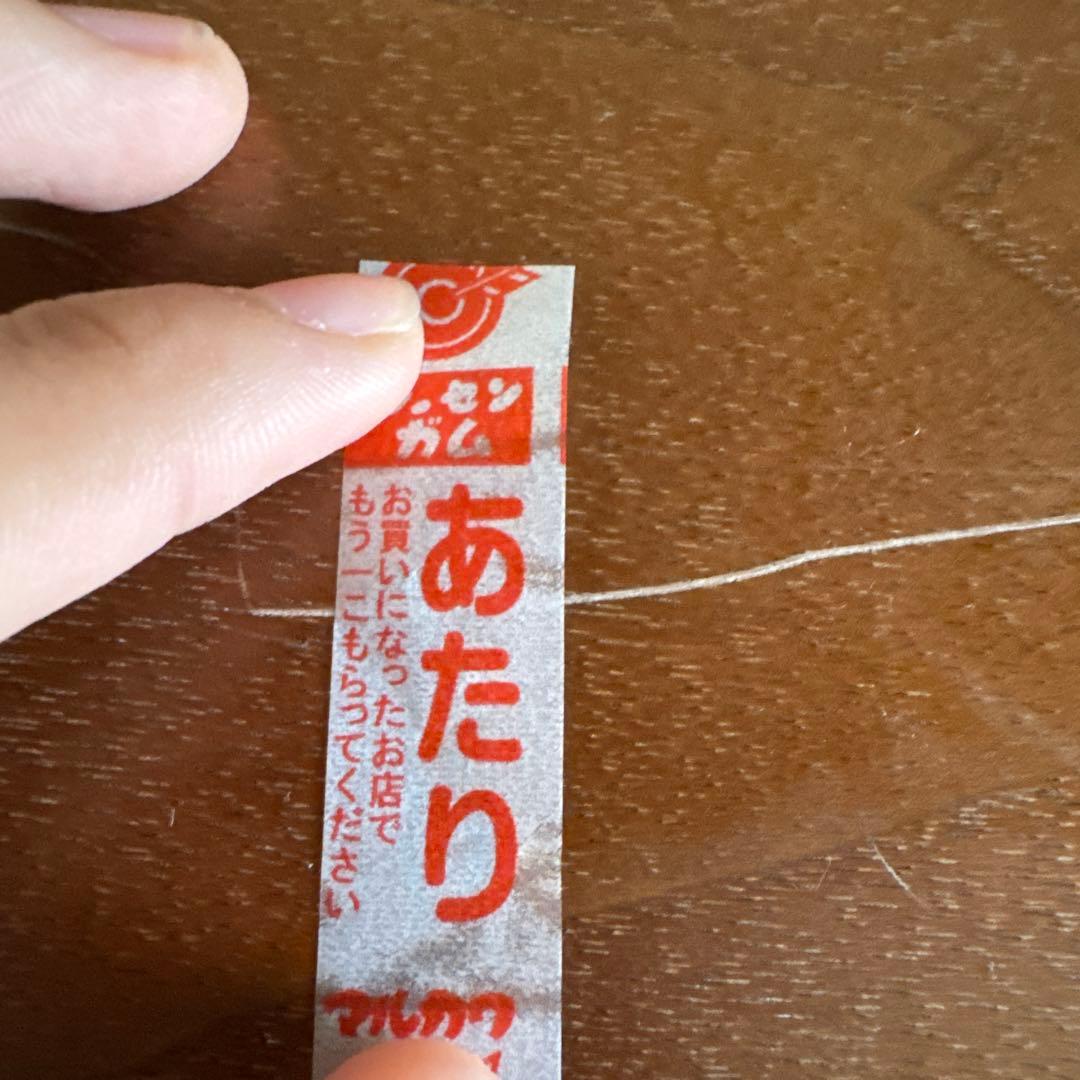 ーセン
ガム
あたり
お買いになったお店で
もう一こもらってください
マルカワ